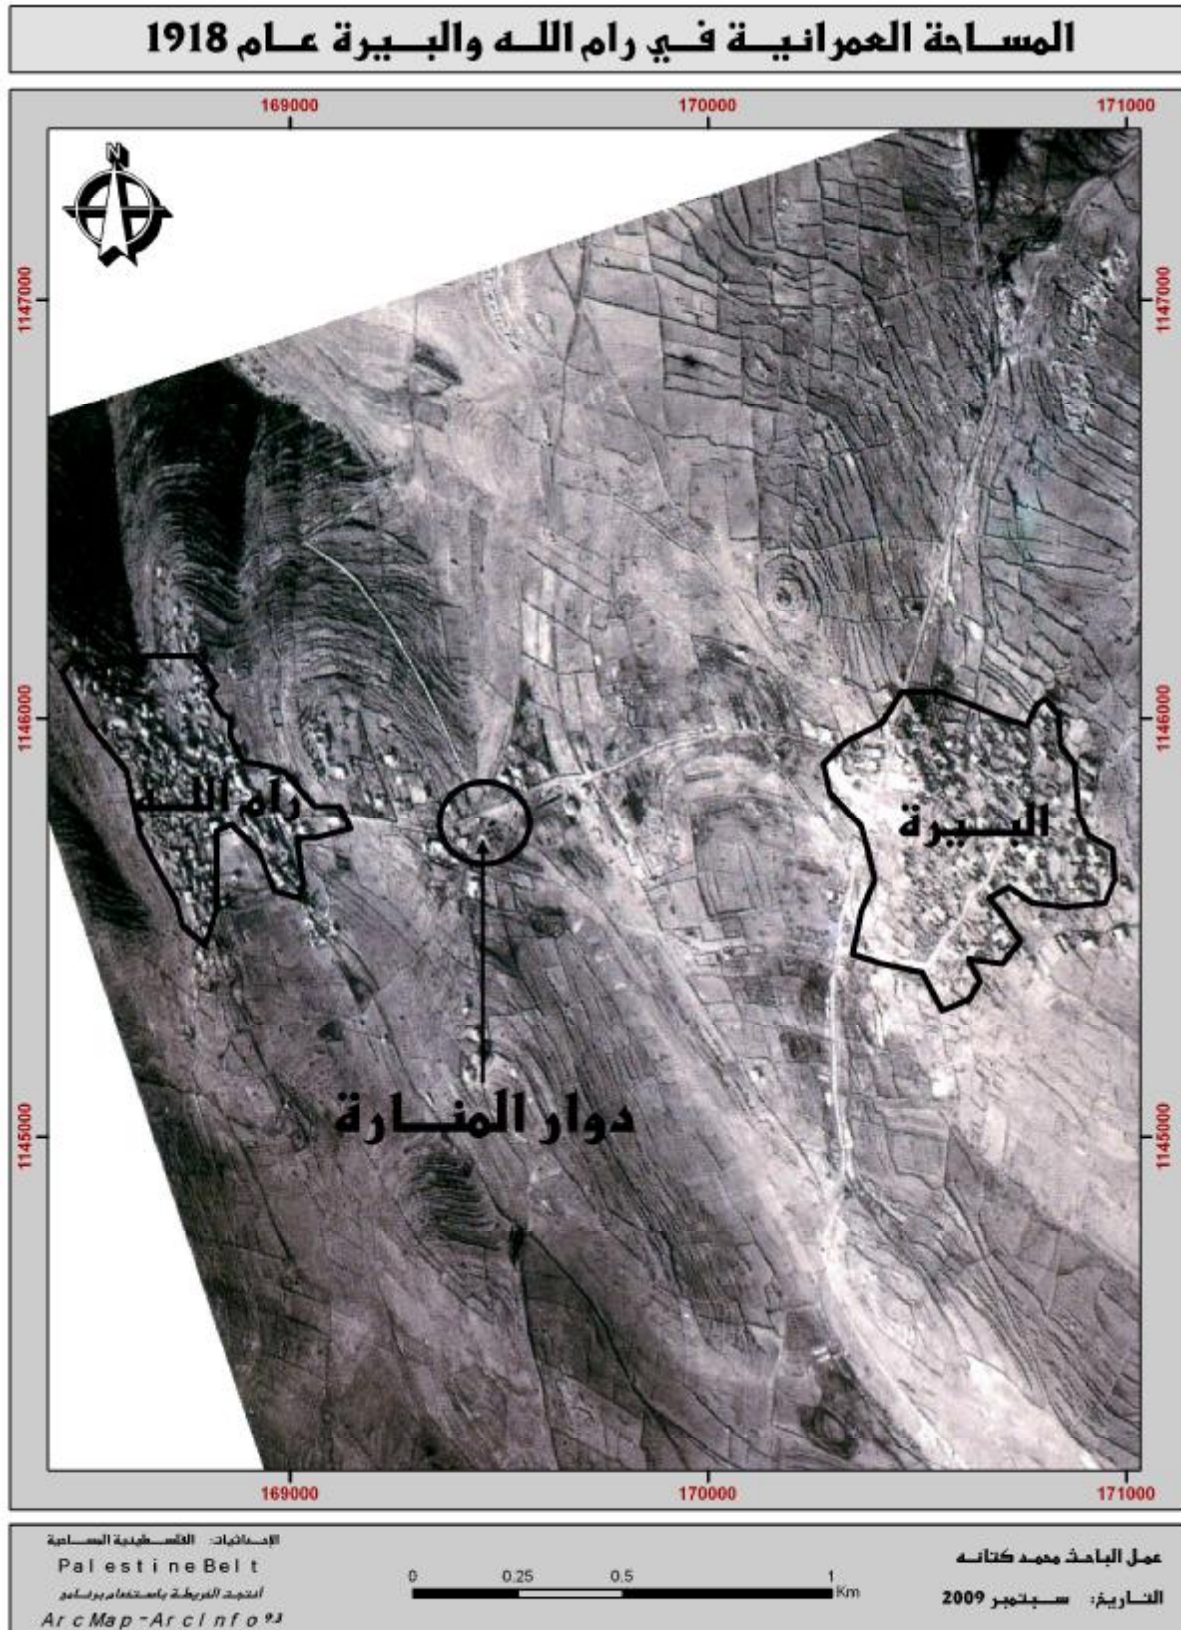 المساحة العمرانية في رام الله والبيرة عام 1918
169000 170000 171000
N
1147000 1147000
1146000 1146000
رام الله
البيرة
دوار المنارة
1145000 1145000
169000 170000 171000
عمل الباحث محمد كتانه
التاريخ: سبتمبر 2009
0 0.25 0.5 1
Km
الإحداثيات: الفلسطينية المساحية
Palestine Belt
أنتجت الخريطة باستخدام برنامج
ArcMap-ArcInfo 9.3